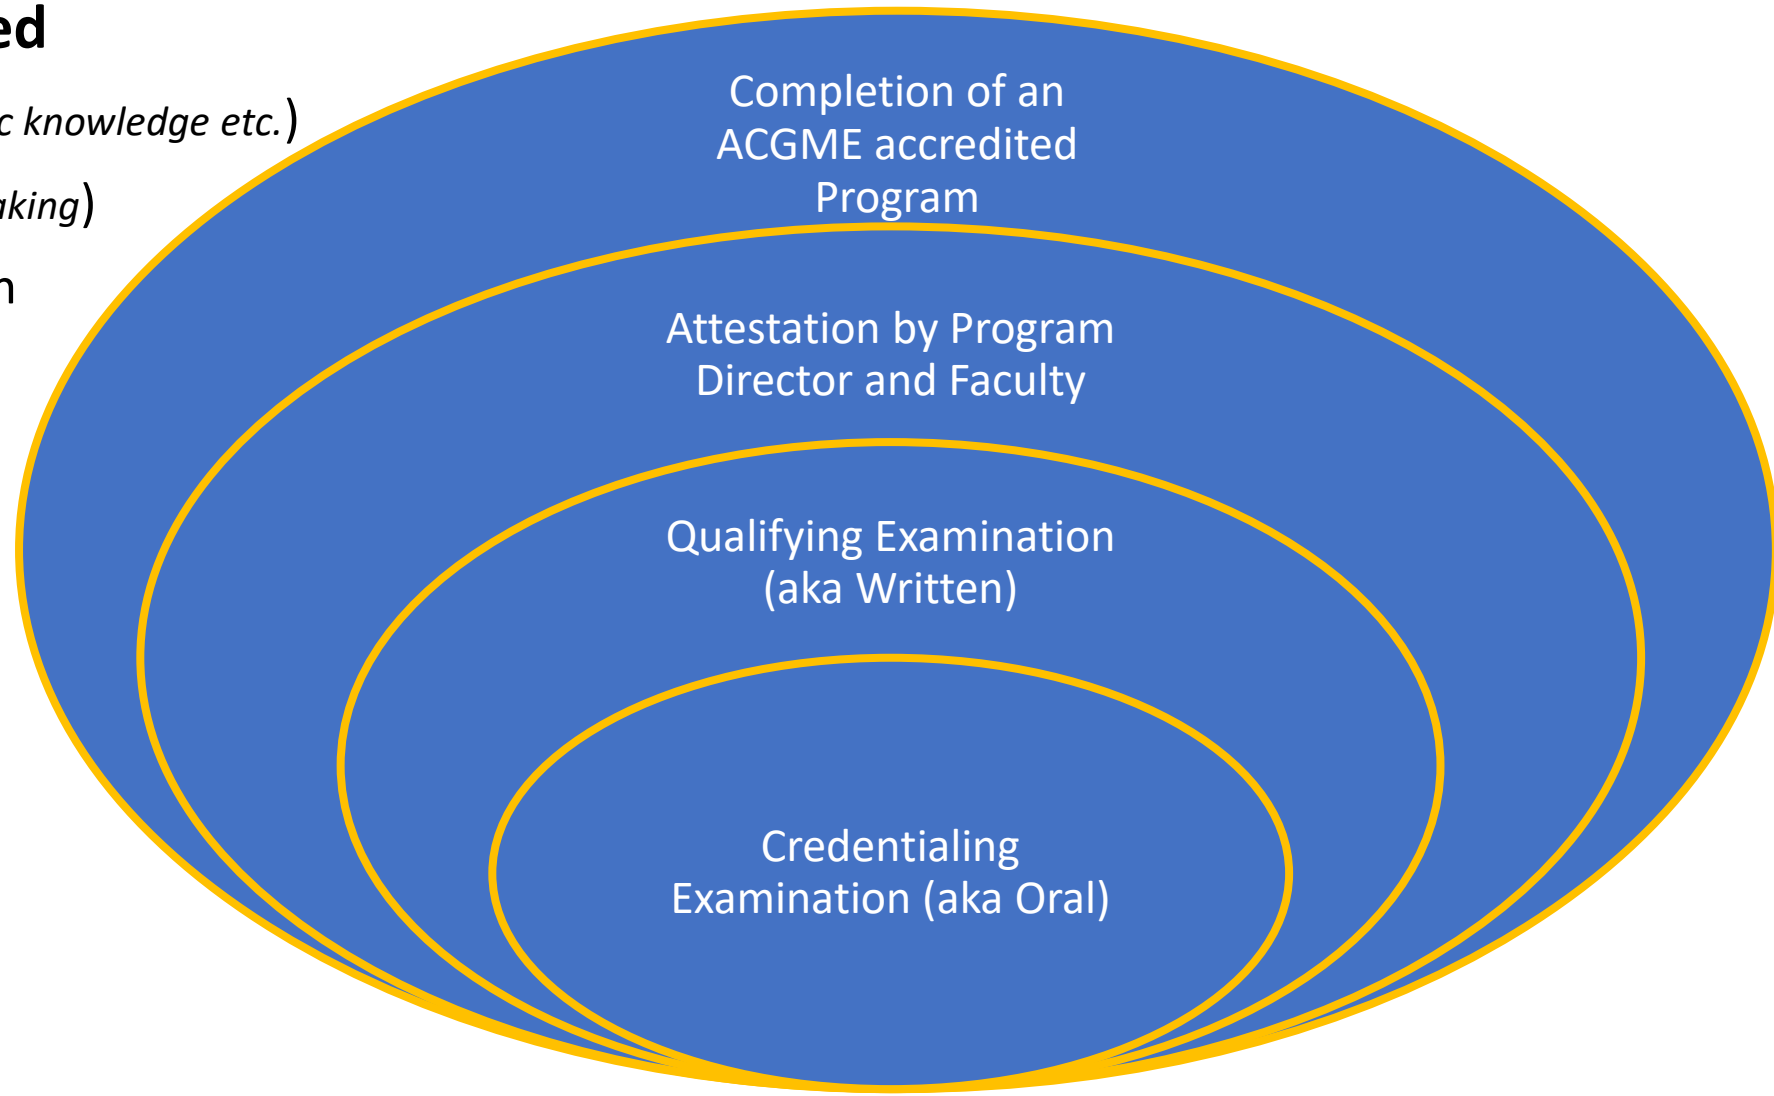 ed
c knowledge etc.)
aking)
n
Completion of an
ACGME accredited
Program
Attestation by Program
Director and Faculty
Qualifying Examination
(aka Written)
Credentialing
Examination (aka Oral)